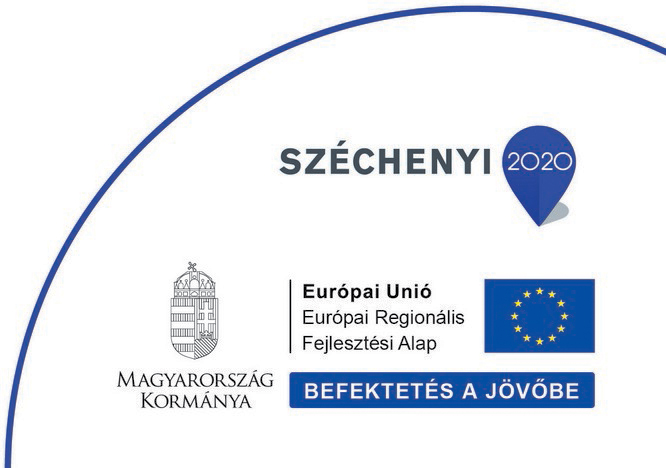 SZÉCHENYI 2020
Európai Unió
Európai Regionális
Fejlesztési Alap
MAGYARORSZÁG
KORMÁNYA
BEFEKTETÉS A JÖVŐBE